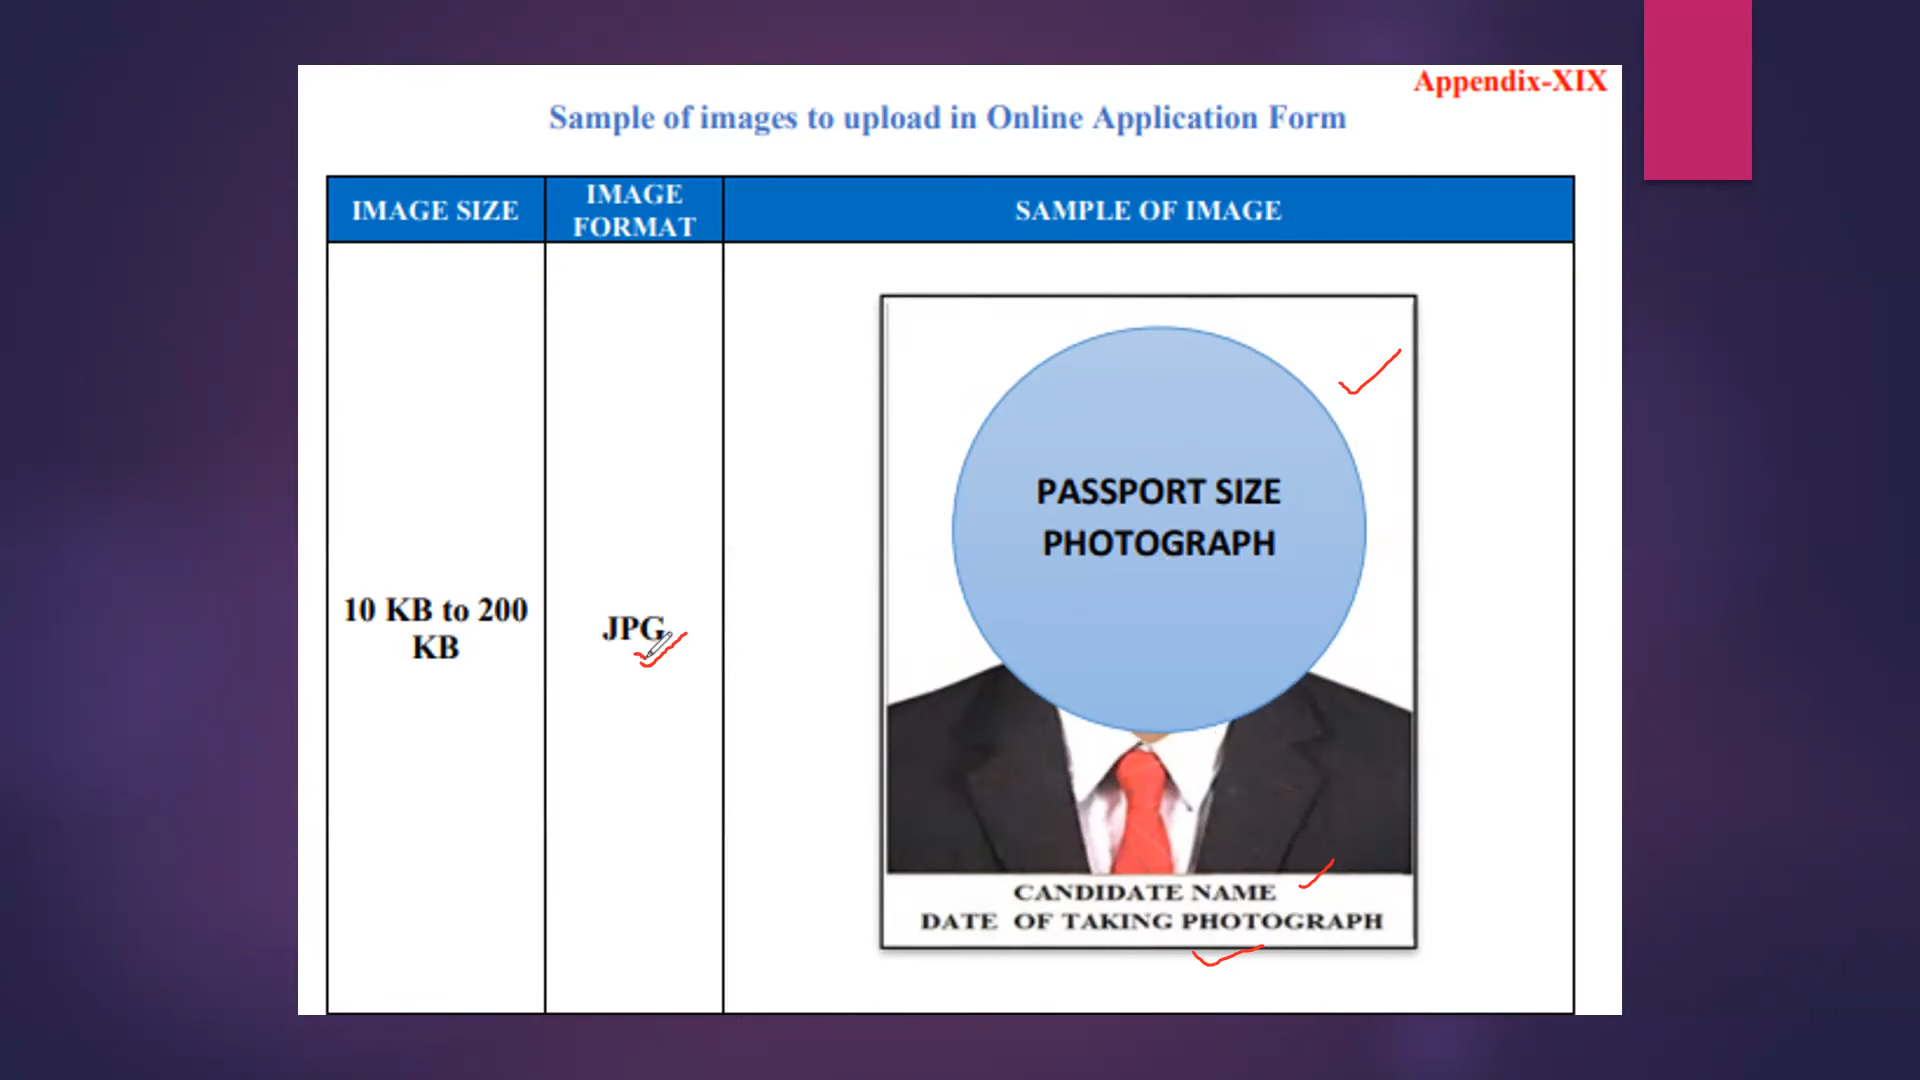 Appendix-XIX
Sample of images to upload in Online Application Form
IMAGE SIZE
IMAGE
FORMAT
SAMPLE OF IMAGE
10 KB to 200
KB
JPG
PASSPORT SIZE
PHOTOGRAPH
CANDIDATE NAME
DATE OF TAKING PHOTOGRAPH